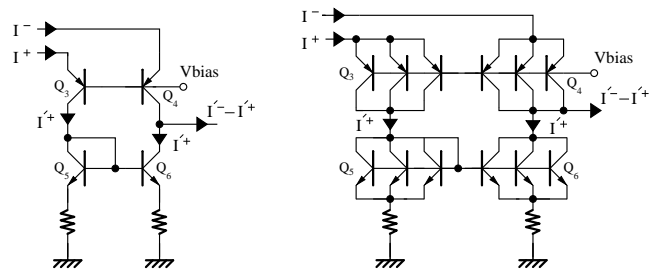 I⁻
I⁺
Q₃
Q₄
Vbias
I′⁺
I′⁻−I′⁺
I′⁺
Q₅
Q₆
I⁻
I⁺
Q₃
Vbias
Q₄
I′⁻−I′⁺
I′⁺
I′⁺
Q₅
Q₆